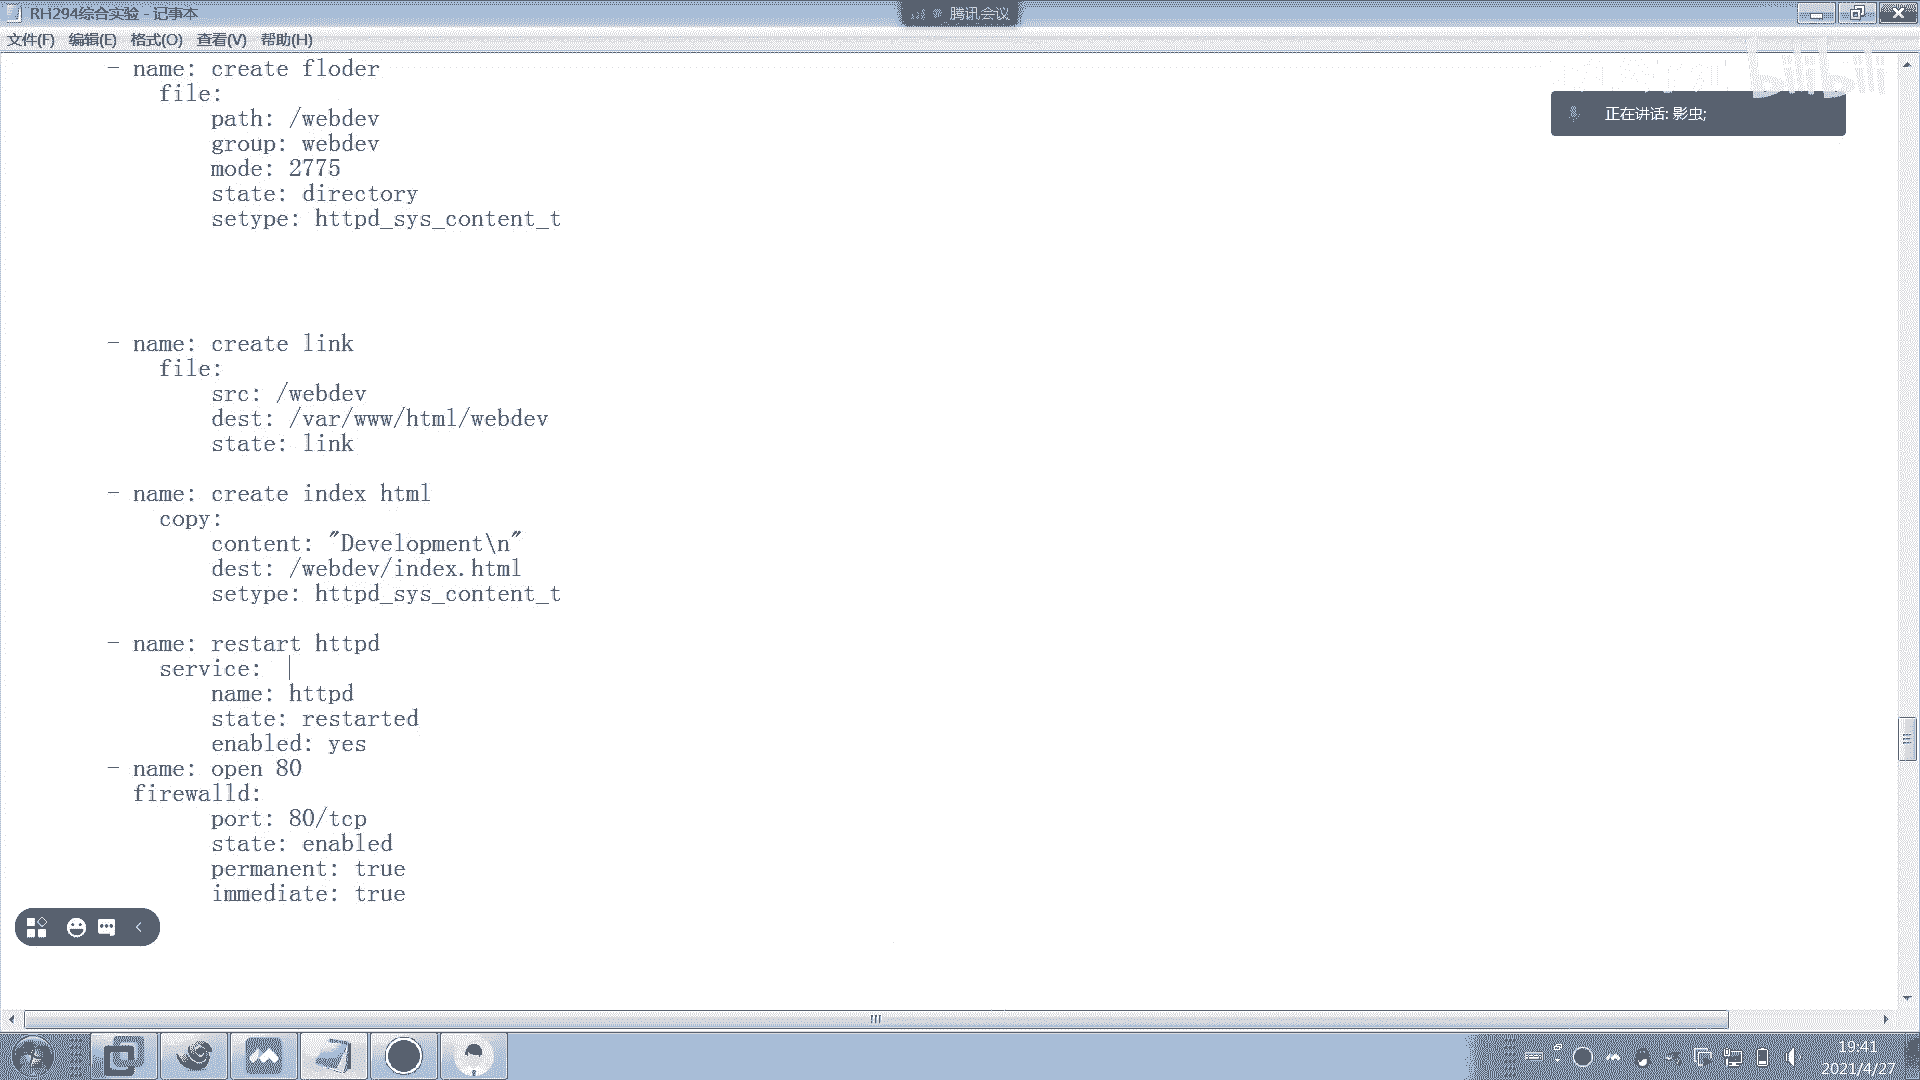 RH294综合实验 - 记事本
腾讯会议
文件(F) 编辑(E) 格式(O) 查看(V) 帮助(H)
bilibili
正在讲话: 影虫;
- name: create floder
file:
path: /webdev
group: webdev
mode: 2775
state: directory
setype: httpd_sys_content_t
- name: create link
file:
src: /webdev
dest: /var/www/html/webdev
state: link
- name: create index html
copy:
content: "Development\n"
dest: /webdev/index.html
setype: httpd_sys_content_t
- name: restart httpd
service:
name: httpd
state: restarted
enabled: yes
- name: open 80
firewalld:
port: 80/tcp
state: enabled
permanent: true
immediate: true
19:41
2021/4/27